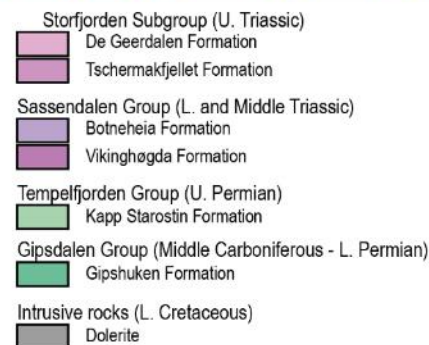 Storfjorden Subgroup (U. Triassic)
De Geerdalen Formation
Tschermakfjellet Formation
Sassendalen Group (L. and Middle Triassic)
Botneheia Formation
Vikinghøgda Formation
Tempelfjorden Group (U. Permian)
Kapp Starostin Formation
Gipsdalen Group (Middle Carboniferous - L. Permian)
Gipshuken Formation
Intrusive rocks (L. Cretaceous)
Dolerite